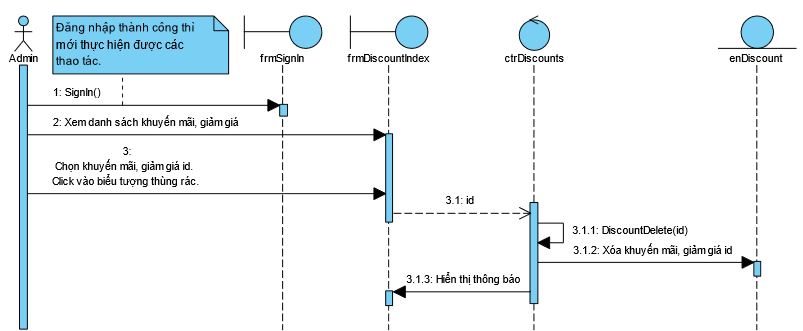 Đăng nhập thành công thì
mới thực hiện được các
thao tác.
Admin
frmSignIn
frmDiscountIndex
ctrDiscounts
enDiscount
1: SignIn()
2: Xem danh sách khuyến mãi, giảm giá
3:
Chọn khuyến mãi, giảm giá id.
Click vào biểu tượng thùng rác.
3.1: id
3.1.1: DiscountDelete(id)
3.1.2: Xóa khuyến mãi, giảm giá id
3.1.3: Hiển thị thông báo